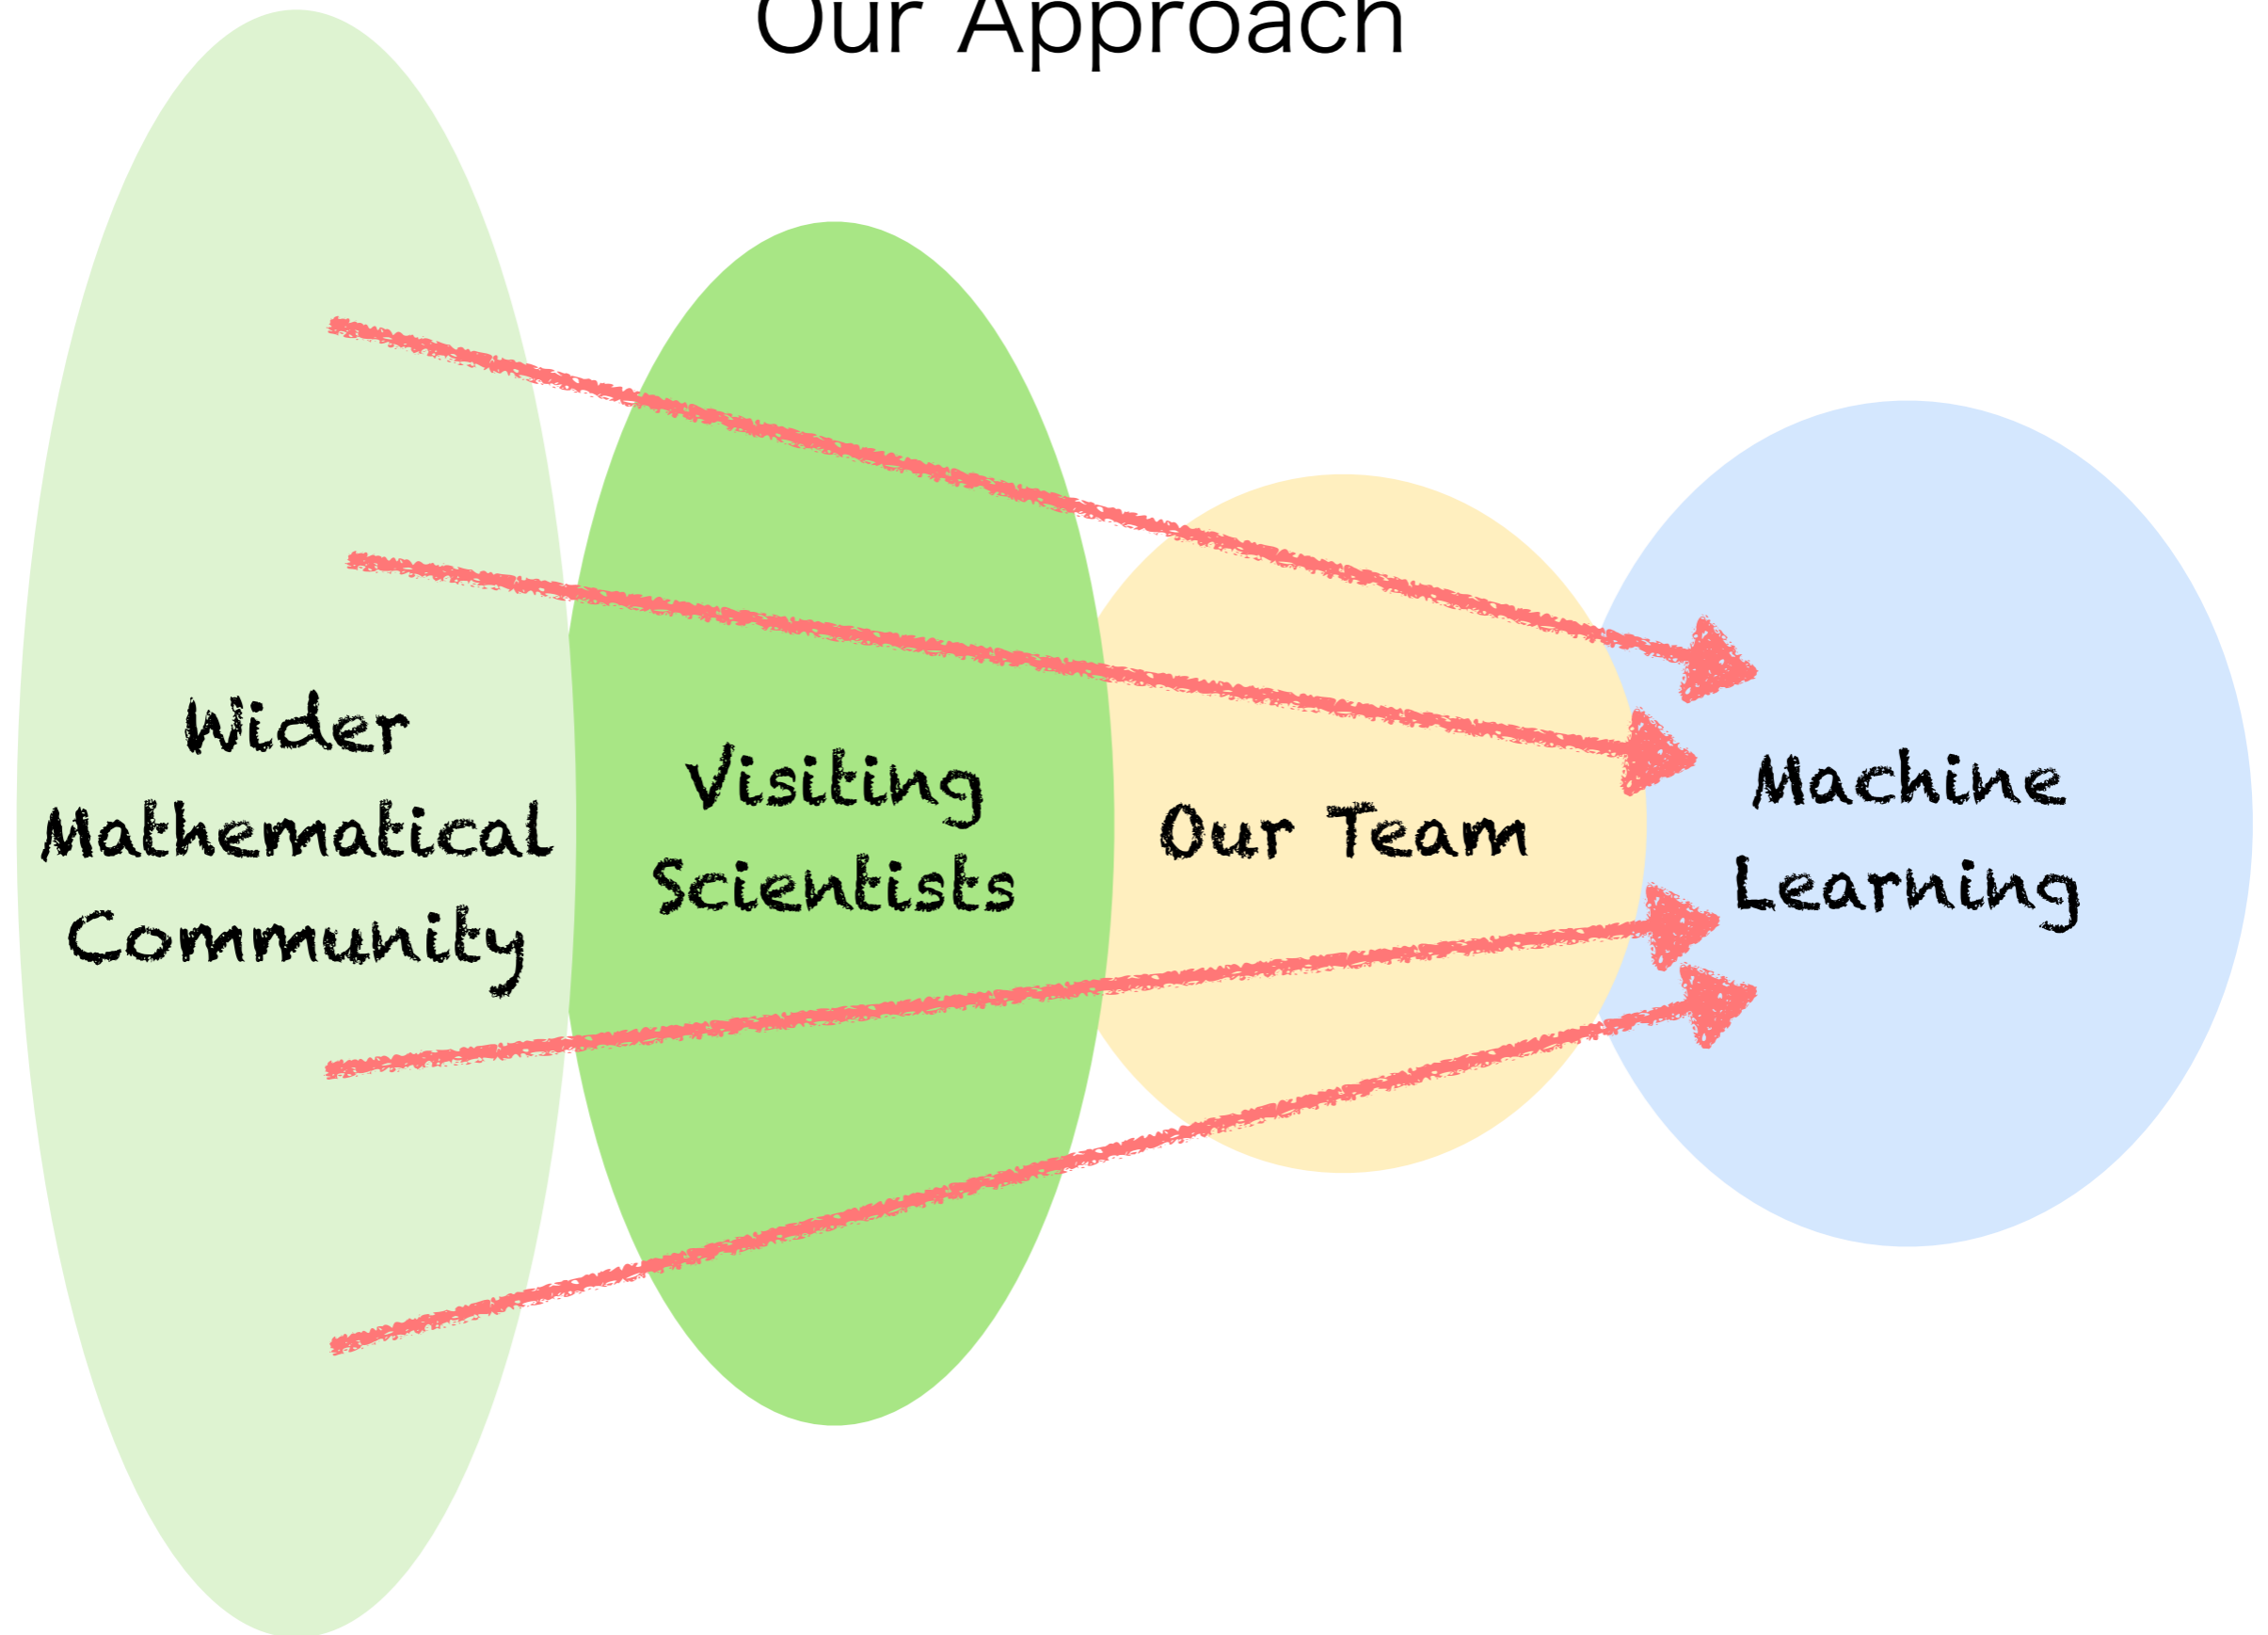 Our Approach
Wider
Mathematical
Community
Visiting
Scientists
Our Team
Machine
Learning